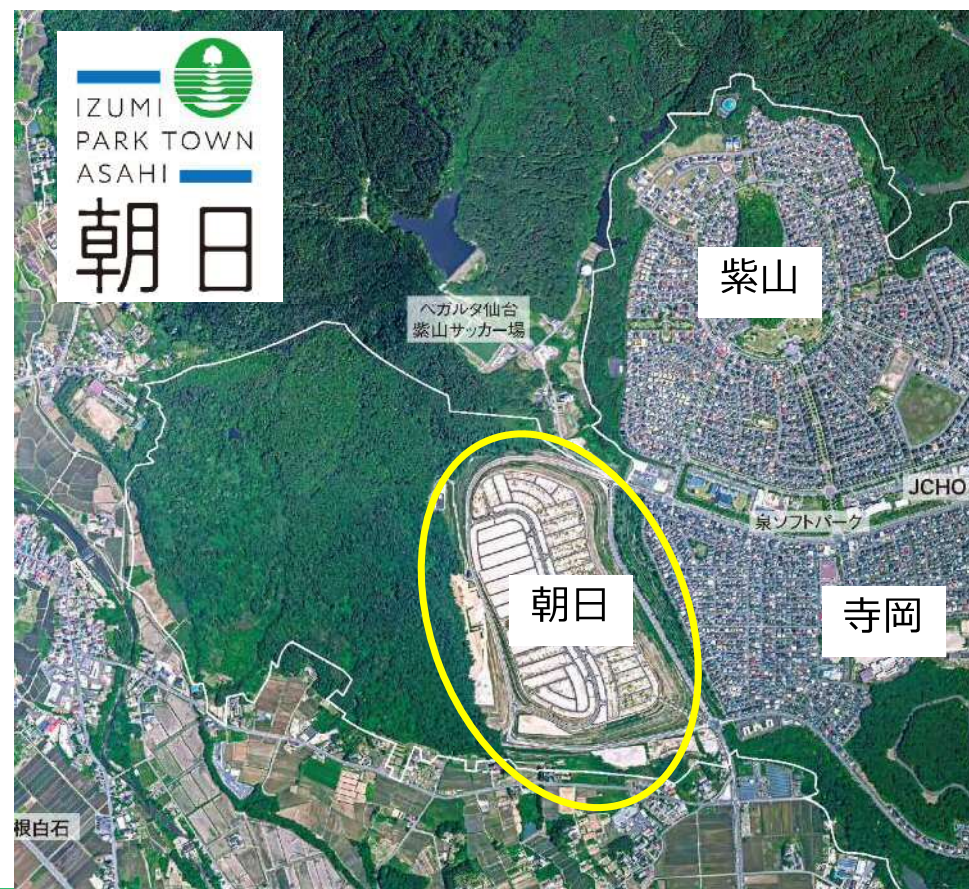 IZUMI
PARK TOWN
ASAHI
朝日
紫山
ベガルタ仙台
紫山サッカー場
JCHO
泉ソフトパーク
朝日
寺岡
根白石